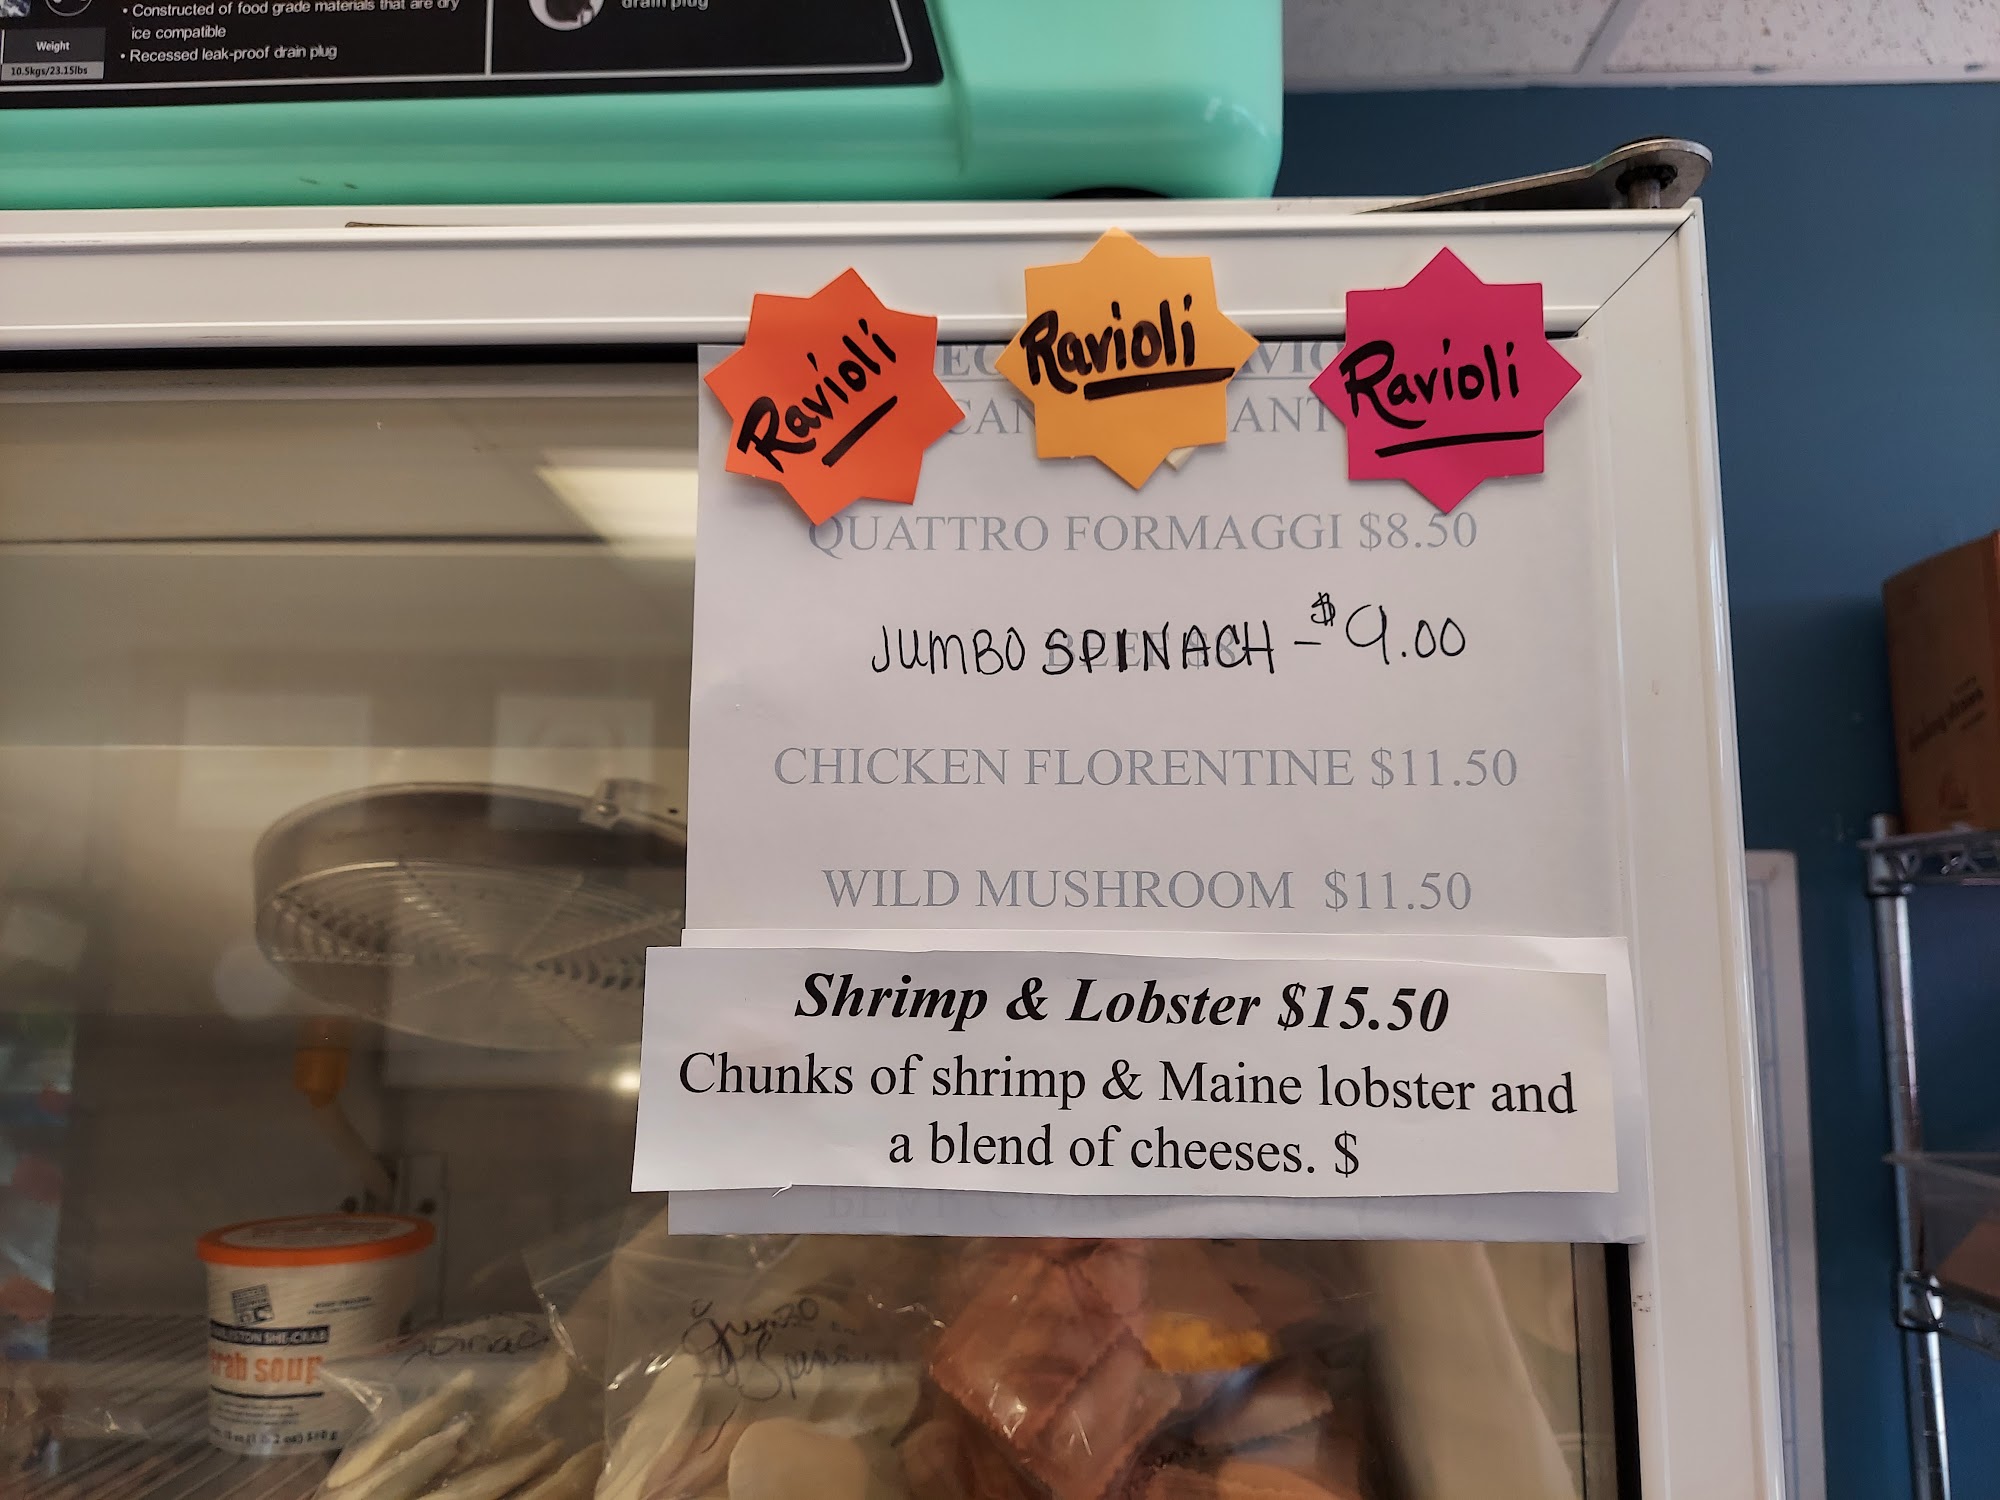 • Constructed of food grade materials that are dry
ice compatible
• Recessed leak-proof drain plug
drain plug
Weight
10.5kgs/23.15lbs
Ravioli
Ravioli
Ravioli
QUATTRO FORMAGGI $8.50
JUMBO SPINACH - $9.00
CHICKEN FLORENTINE $11.50
WILD MUSHROOM $11.50
Shrimp & Lobster $15.50
Chunks of shrimp & Maine lobster and
a blend of cheeses. $
SHE-CRAB
soup
Jumbo